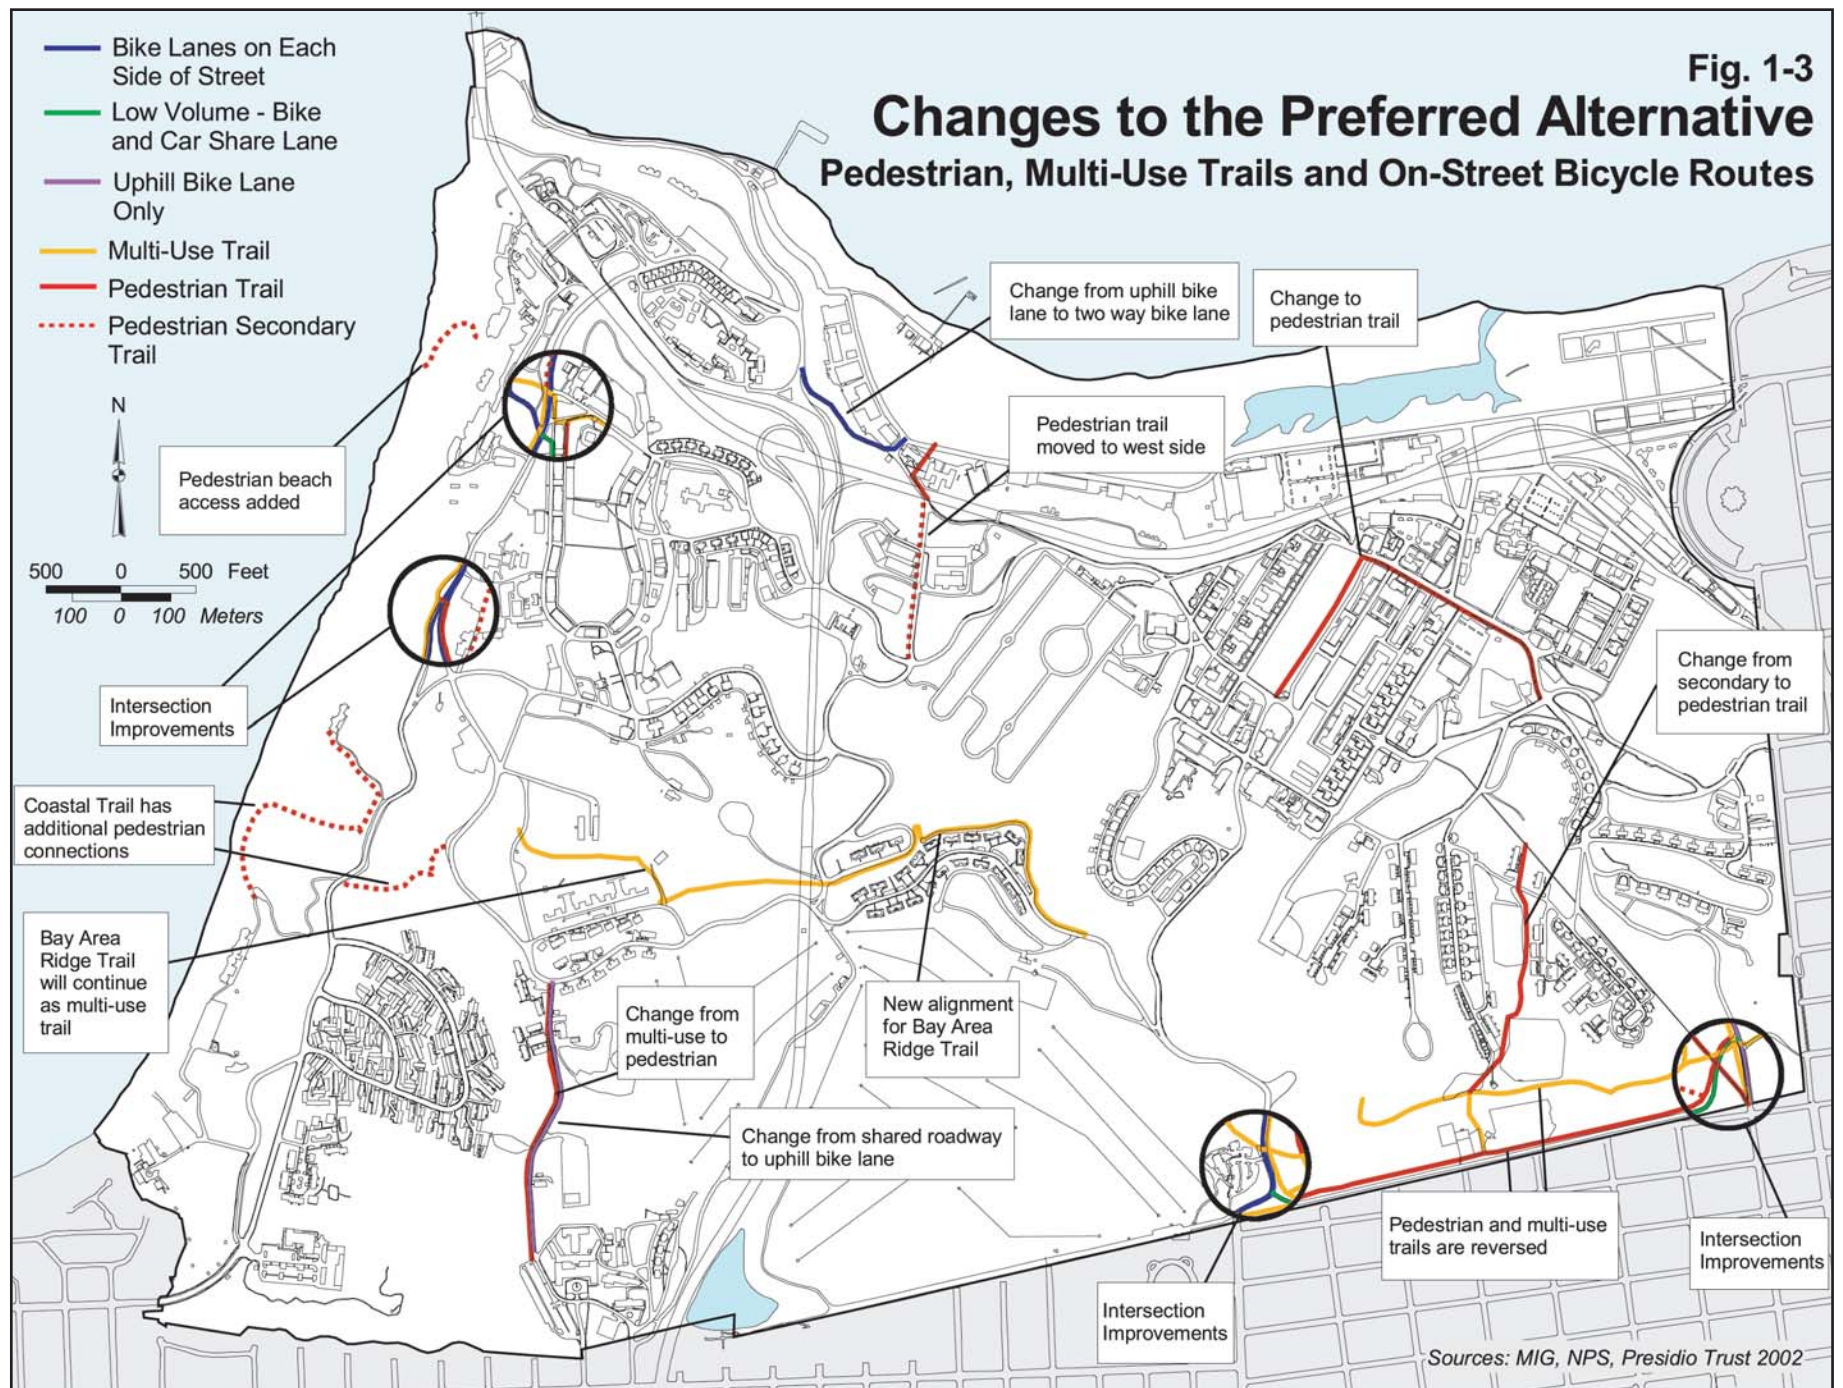 Fig. 1-3
Changes to the Preferred Alternative
Pedestrian, Multi-Use Trails and On-Street Bicycle Routes
Bike Lanes on Each
Side of Street
Low Volume - Bike
and Car Share Lane
Uphill Bike Lane
Only
Multi-Use Trail
Pedestrian Trail
Pedestrian Secondary
Trail
N
500 0 500 Feet
100 0 100 Meters
Change from uphill bike
lane to two way bike lane
Change to
pedestrian trail
Pedestrian trail
moved to west side
Pedestrian beach
access added
Intersection
Improvements
Change from
secondary to
pedestrian trail
Coastal Trail has
additional pedestrian
connections
Bay Area
Ridge Trail
will continue
as multi-use
trail
Change from
multi-use to
pedestrian
New alignment
for Bay Area
Ridge Trail
Change from shared roadway
to uphill bike lane
Pedestrian and multi-use
trails are reversed
Intersection
Improvements
Intersection
Improvements
Sources: MIG, NPS, Presidio Trust 2002